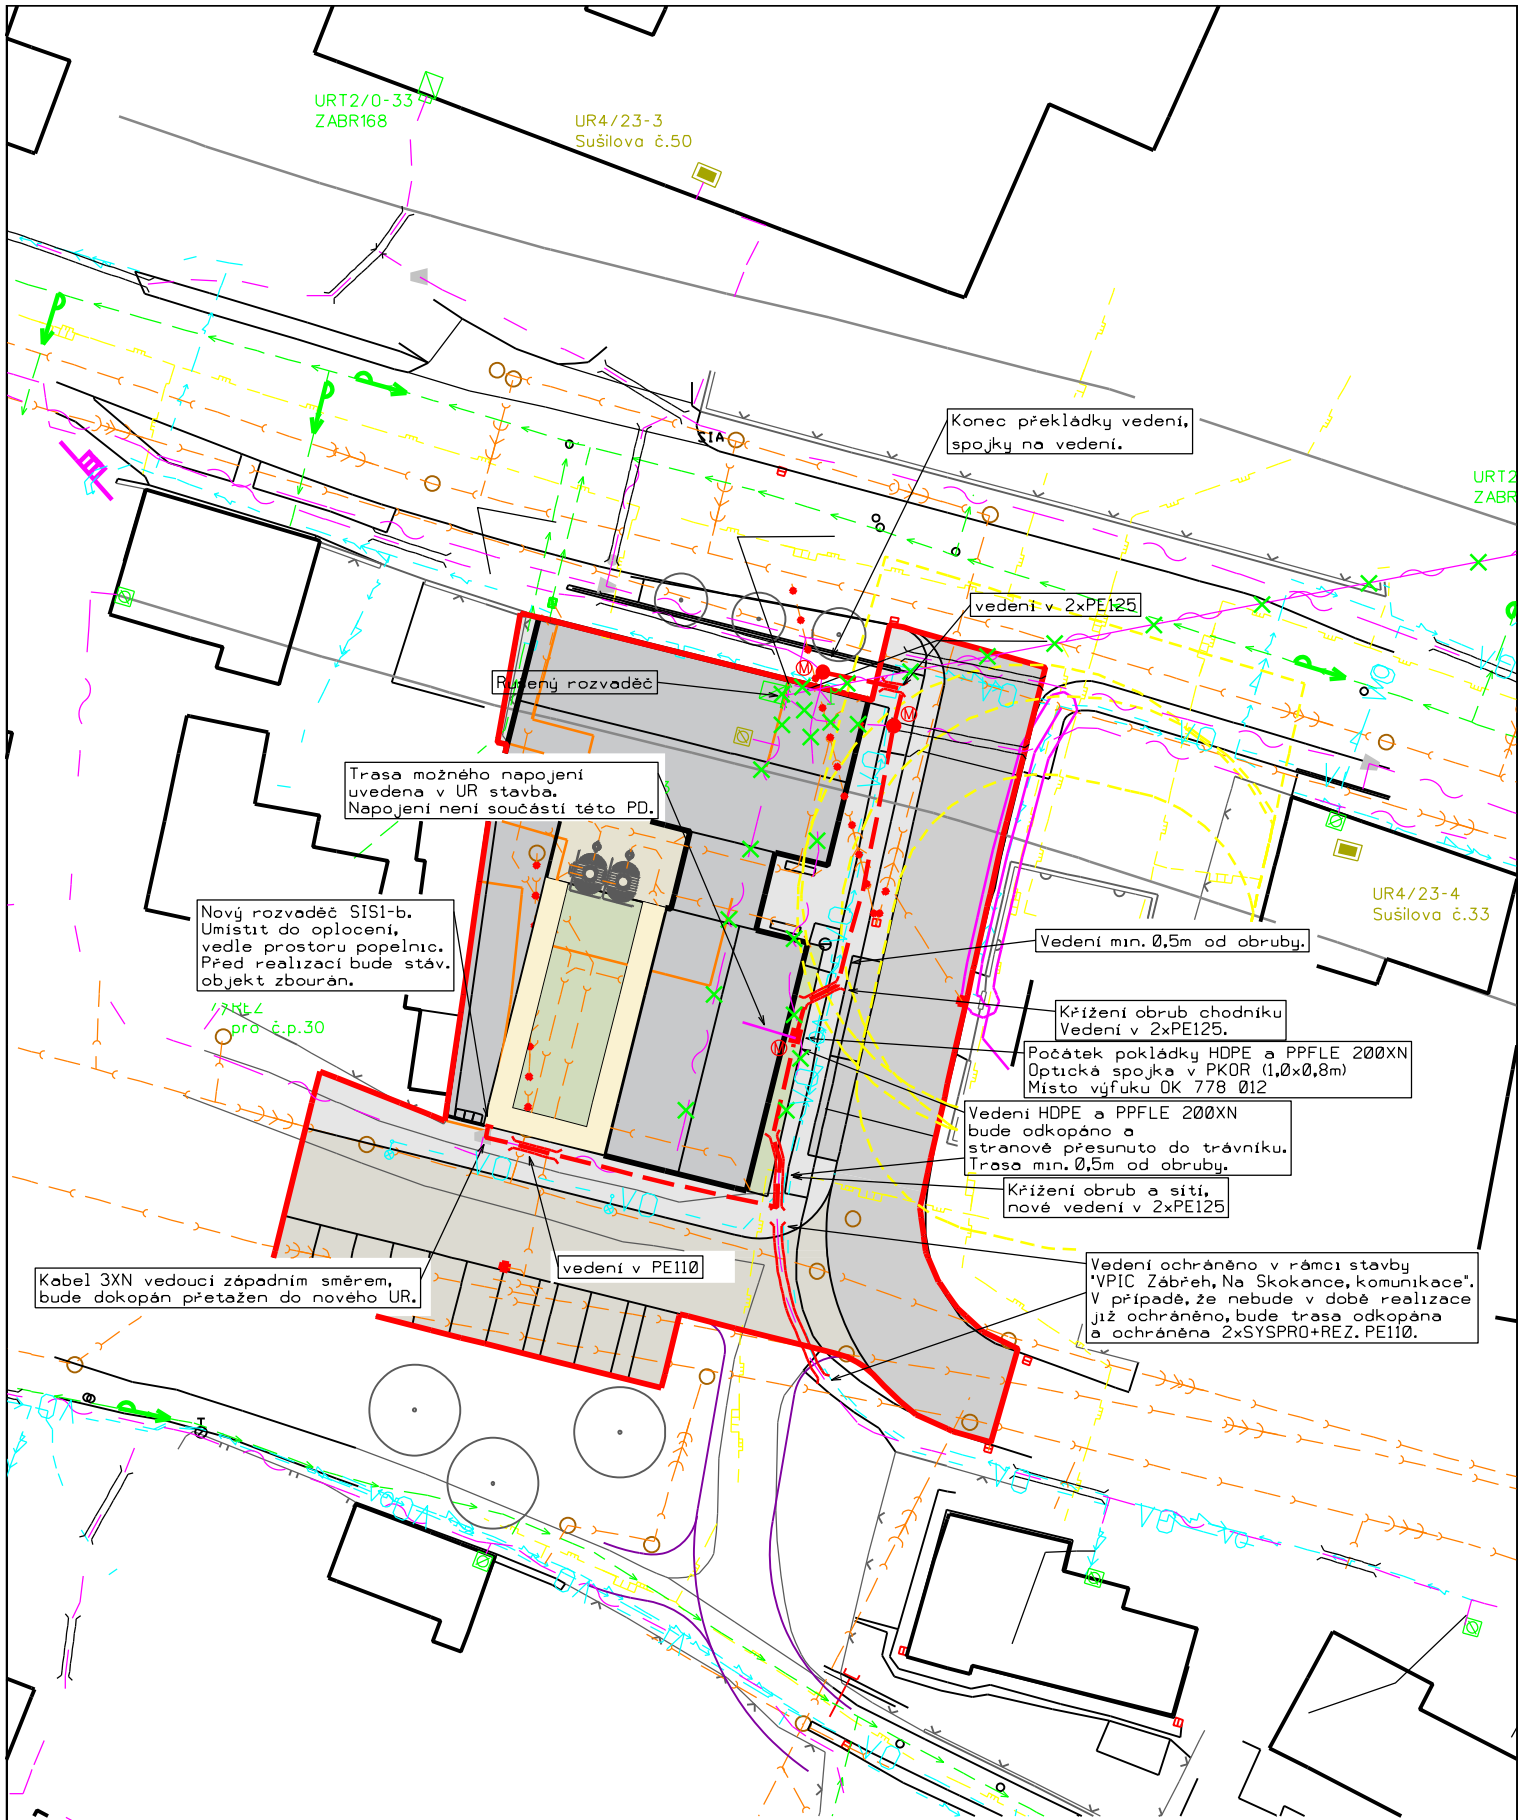 URT2/0-33
ZABR168
UR4/23-3
Sušilova č.50
Konec překládky vedení,
spojky na vedení.
A12
URT2
ZABR
vedení v 2xPE125
Rušený rozvaděč
Trasa možného napojení
uvedena v UR stavba.
Napojení není součástí této PD.
Nový rozvaděč SIS1-b.
Umístit do oplocení,
vedle prostoru popelnic.
Před realizací bude stáv.
objekt zbourán.
UR4/23-4
Sušilova č.33
Vedení min. 0,5m od obruby.
pro č.p.30
Křížení obrub chodníku
Vedení v 2xPE125.
Počátek pokládky HDPE a PPFLE 200XN
Optická spojka v PKOR (1,0x0,8m)
Místo výfuku OK 778 012
Vedení HDPE a PPFLE 200XN
bude odkopáno a
stranově přesunuto do trávníku.
Trasa min. 0,5m od obruby.
Křížení obrub a sítí,
nové vedení v 2xPE125
vedení v PE110
Kabel 3XN vedoucí západním směrem,
bude dokopán přetažen do nového UR.
Vedení ochráněno v rámci stavby
"VPIC Zábřeh, Na Skokance, komunikace".
V případě, že nebude v době realizace
již ochráněno, bude trasa odkopána
a ochráněna 2xSYSPRO+REZ. PE110.
VO
VO
VO
VO